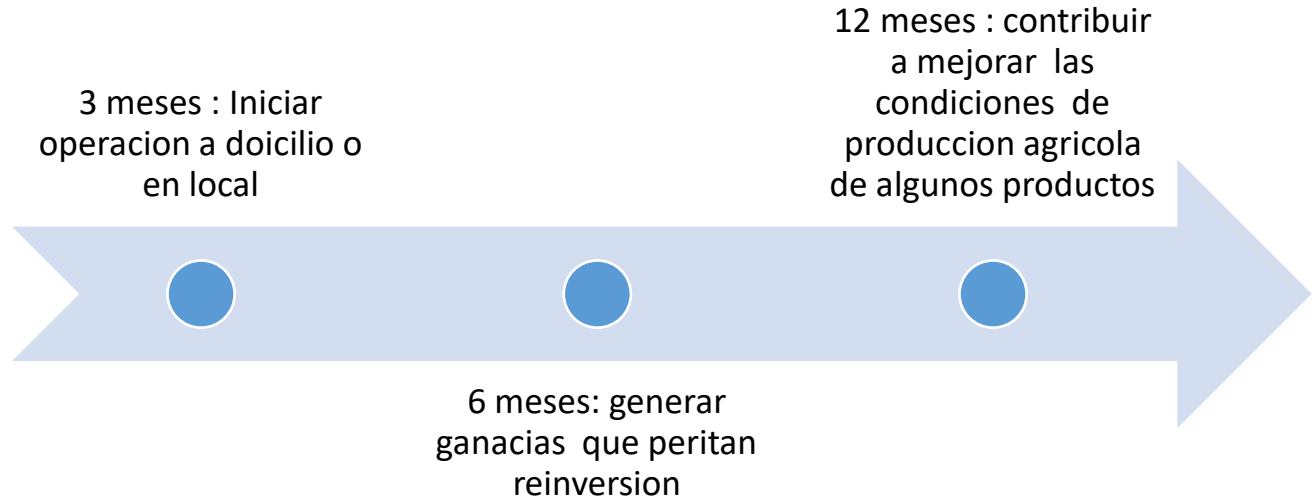 3 meses : Iniciar
operacion a doicilio o
en local
6 meses: generar
ganacias  que peritan
reinversion
12 meses : contribuir
a mejorar  las
condiciones  de
produccion agricola
de algunos productos